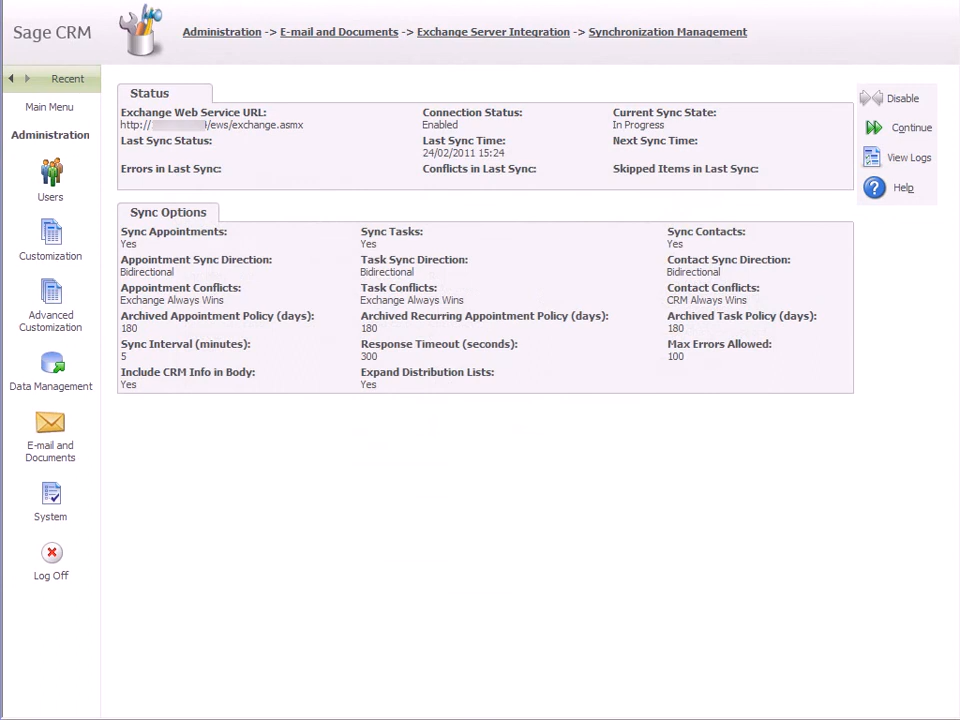 Sage CRM
Administration -> E-mail and Documents -> Exchange Server Integration -> Synchronization Management
Recent
Main Menu
Administration
Users
Customization
Advanced
Customization
Data Management
E-mail and
Documents
System
Log Off
Status
Exchange Web Service URL: Connection Status: Current Sync State:
http:// /ews/exchange.asmx Enabled In Progress
Last Sync Status: Last Sync Time: Next Sync Time:
24/02/2011 15:24
Errors in Last Sync: Conflicts in Last Sync: Skipped Items in Last Sync:
Sync Options
Sync Appointments: Sync Tasks: Sync Contacts:
Yes Yes Yes
Appointment Sync Direction: Task Sync Direction: Contact Sync Direction:
Bidirectional Bidirectional Bidirectional
Appointment Conflicts: Task Conflicts: Contact Conflicts:
Exchange Always Wins Exchange Always Wins CRM Always Wins
Archived Appointment Policy (days): Archived Recurring Appointment Policy (days): Archived Task Policy (days):
180 180 180
Sync Interval (minutes): Response Timeout (seconds): Max Errors Allowed:
5 300 100
Include CRM Info in Body: Expand Distribution Lists:
Yes Yes
Disable
Continue
View Logs
Help